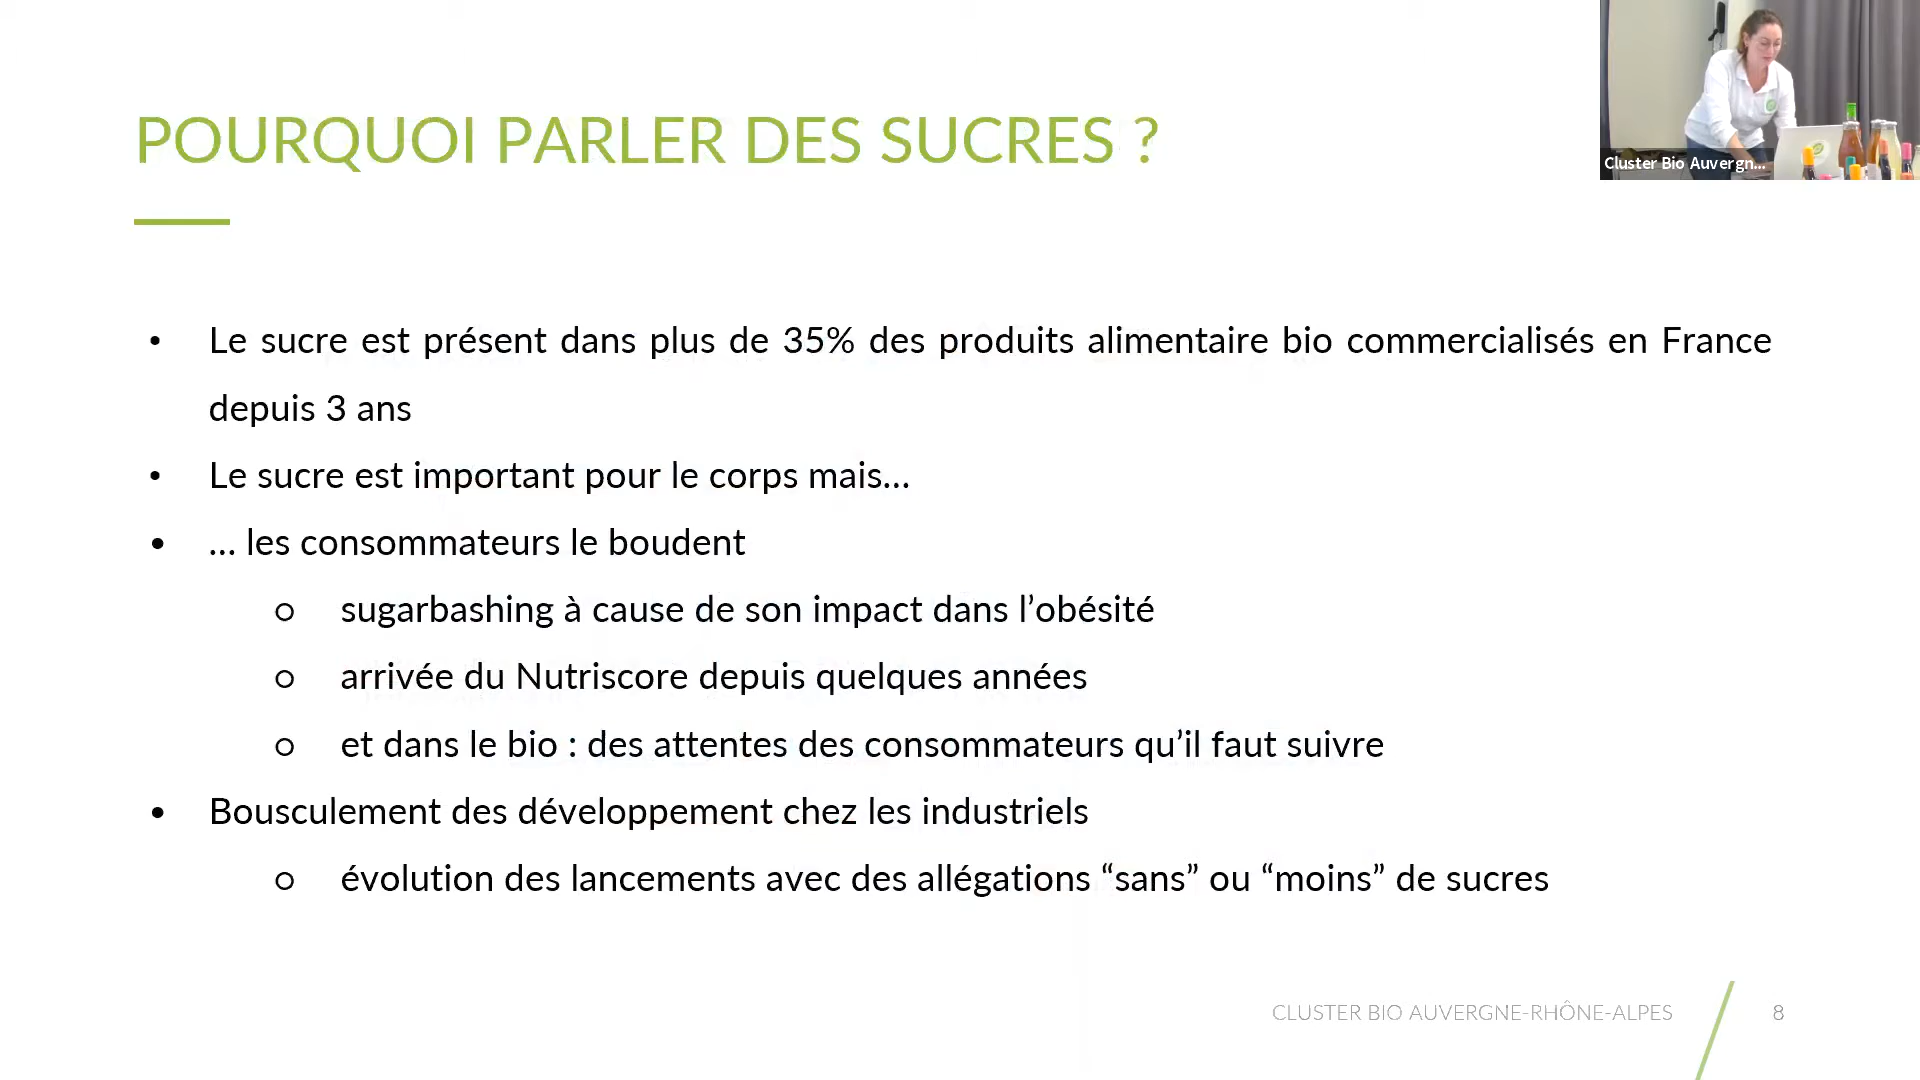 POURQUOI PARLER DES SUCRES ?
Cluster Bio Auvergn...
• Le sucre est présent dans plus de 35% des produits alimentaire bio commercialisés en France
depuis 3 ans
• Le sucre est important pour le corps mais...
• ... les consommateurs le boudent
○ sugarbashing à cause de son impact dans l’obésité
○ arrivée du Nutriscore depuis quelques années
○ et dans le bio : des attentes des consommateurs qu’il faut suivre
• Bousculement des développement chez les industriels
○ évolution des lancements avec des allégations “sans” ou “moins” de sucres
CLUSTER BIO AUVERGNE-RHÔNE-ALPES 8